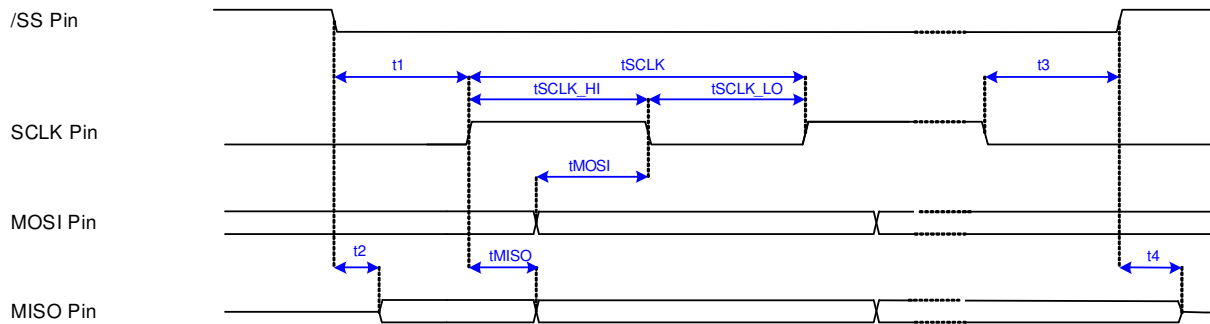 /SS Pin
t1
tSCLK
t3
tSCLK_HI
tSCLK_LO
SCLK Pin
tMOSI
MOSI Pin
t2
tMISO
t4
MISO Pin